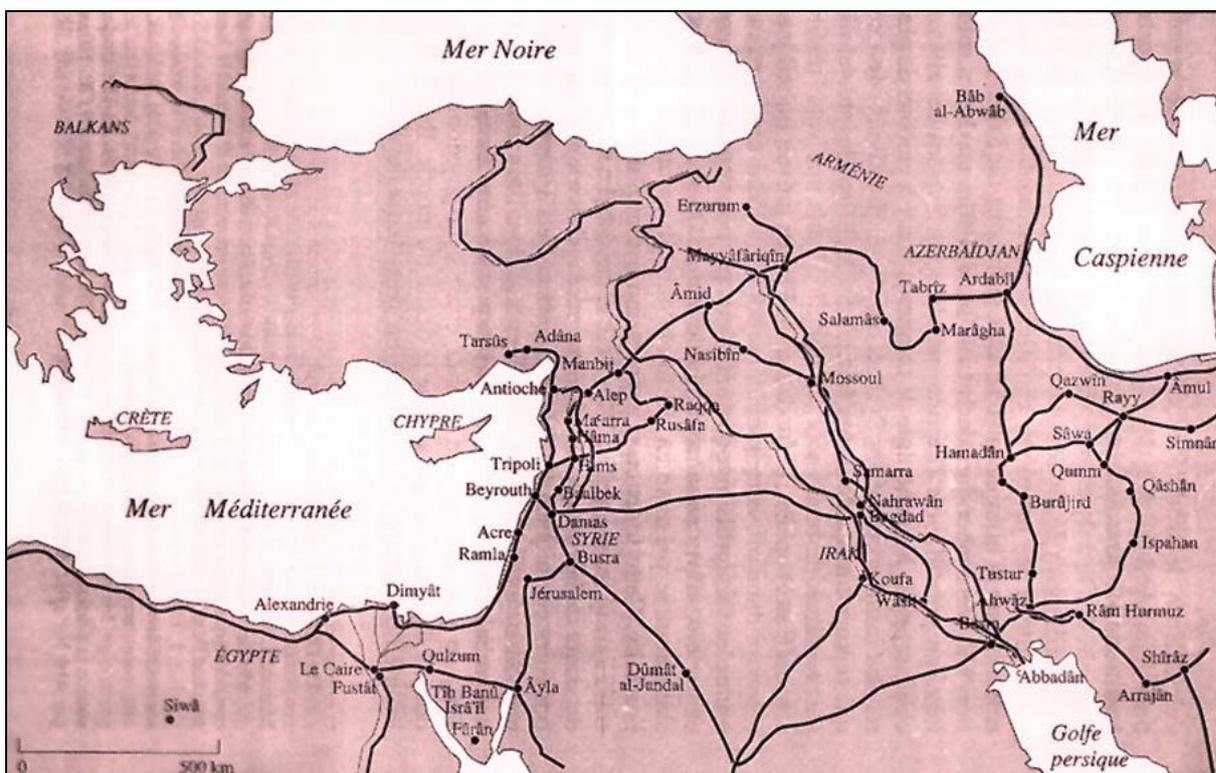 Mer Noire
BALKANS
Bâb
al-Abwâb
Mer
ARMÉNIE
Erzurum
Mayyâfâriqîn
AZERBAÏDJAN
Caspienne
Ardabîl
Tabrîz
Âmid
Salamâs
Marâgha
Tarsûs
Adâna
Nasîbîn
Manbij
Mossoul
Antioche
Alep
Raqqa
Qazwîn
Rayy
Âmul
CRÈTE
CHYPRE
Ma'arra
Rusâfa
Hâma
Sâwa
Simnân
Tripoli
Hims
Hamadân
Qumm
Beyrouth
Baalbek
Samarra
Qâshân
Mer Méditerranée
Nahrawân
Burûjird
Damas
Bagdad
Acre
SYRIE
IRAK
Ispahan
Ramla
Busra
Koufa
Tustar
Jérusalem
Wâsit
Ahwâz
Râm Hurmuz
Alexandrie
Dimyât
Basra
ÉGYPTE
Le Caire
Qulzum
Dûmât
al-Jandal
Shîrâz
Fustât
Âyla
Abbadân
Arrajân
Tîh Banû
Isrâ'îl
Siwâ
Fârân
Golfe
persique
0 500 km